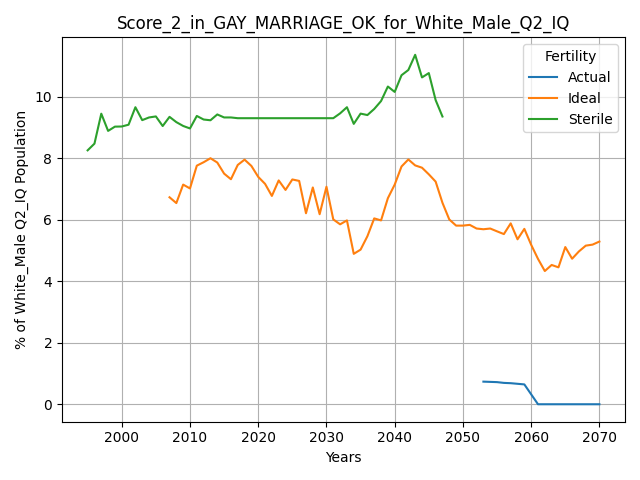 Score_2_in_GAY_MARRIAGE_OK_for_White_Male_Q2_IQ
Fertility
Actual
Ideal
Sterile
% of White_Male Q2_IQ Population
10
8
6
4
2
0
2000 2010 2020 2030 2040 2050 2060 2070
Years